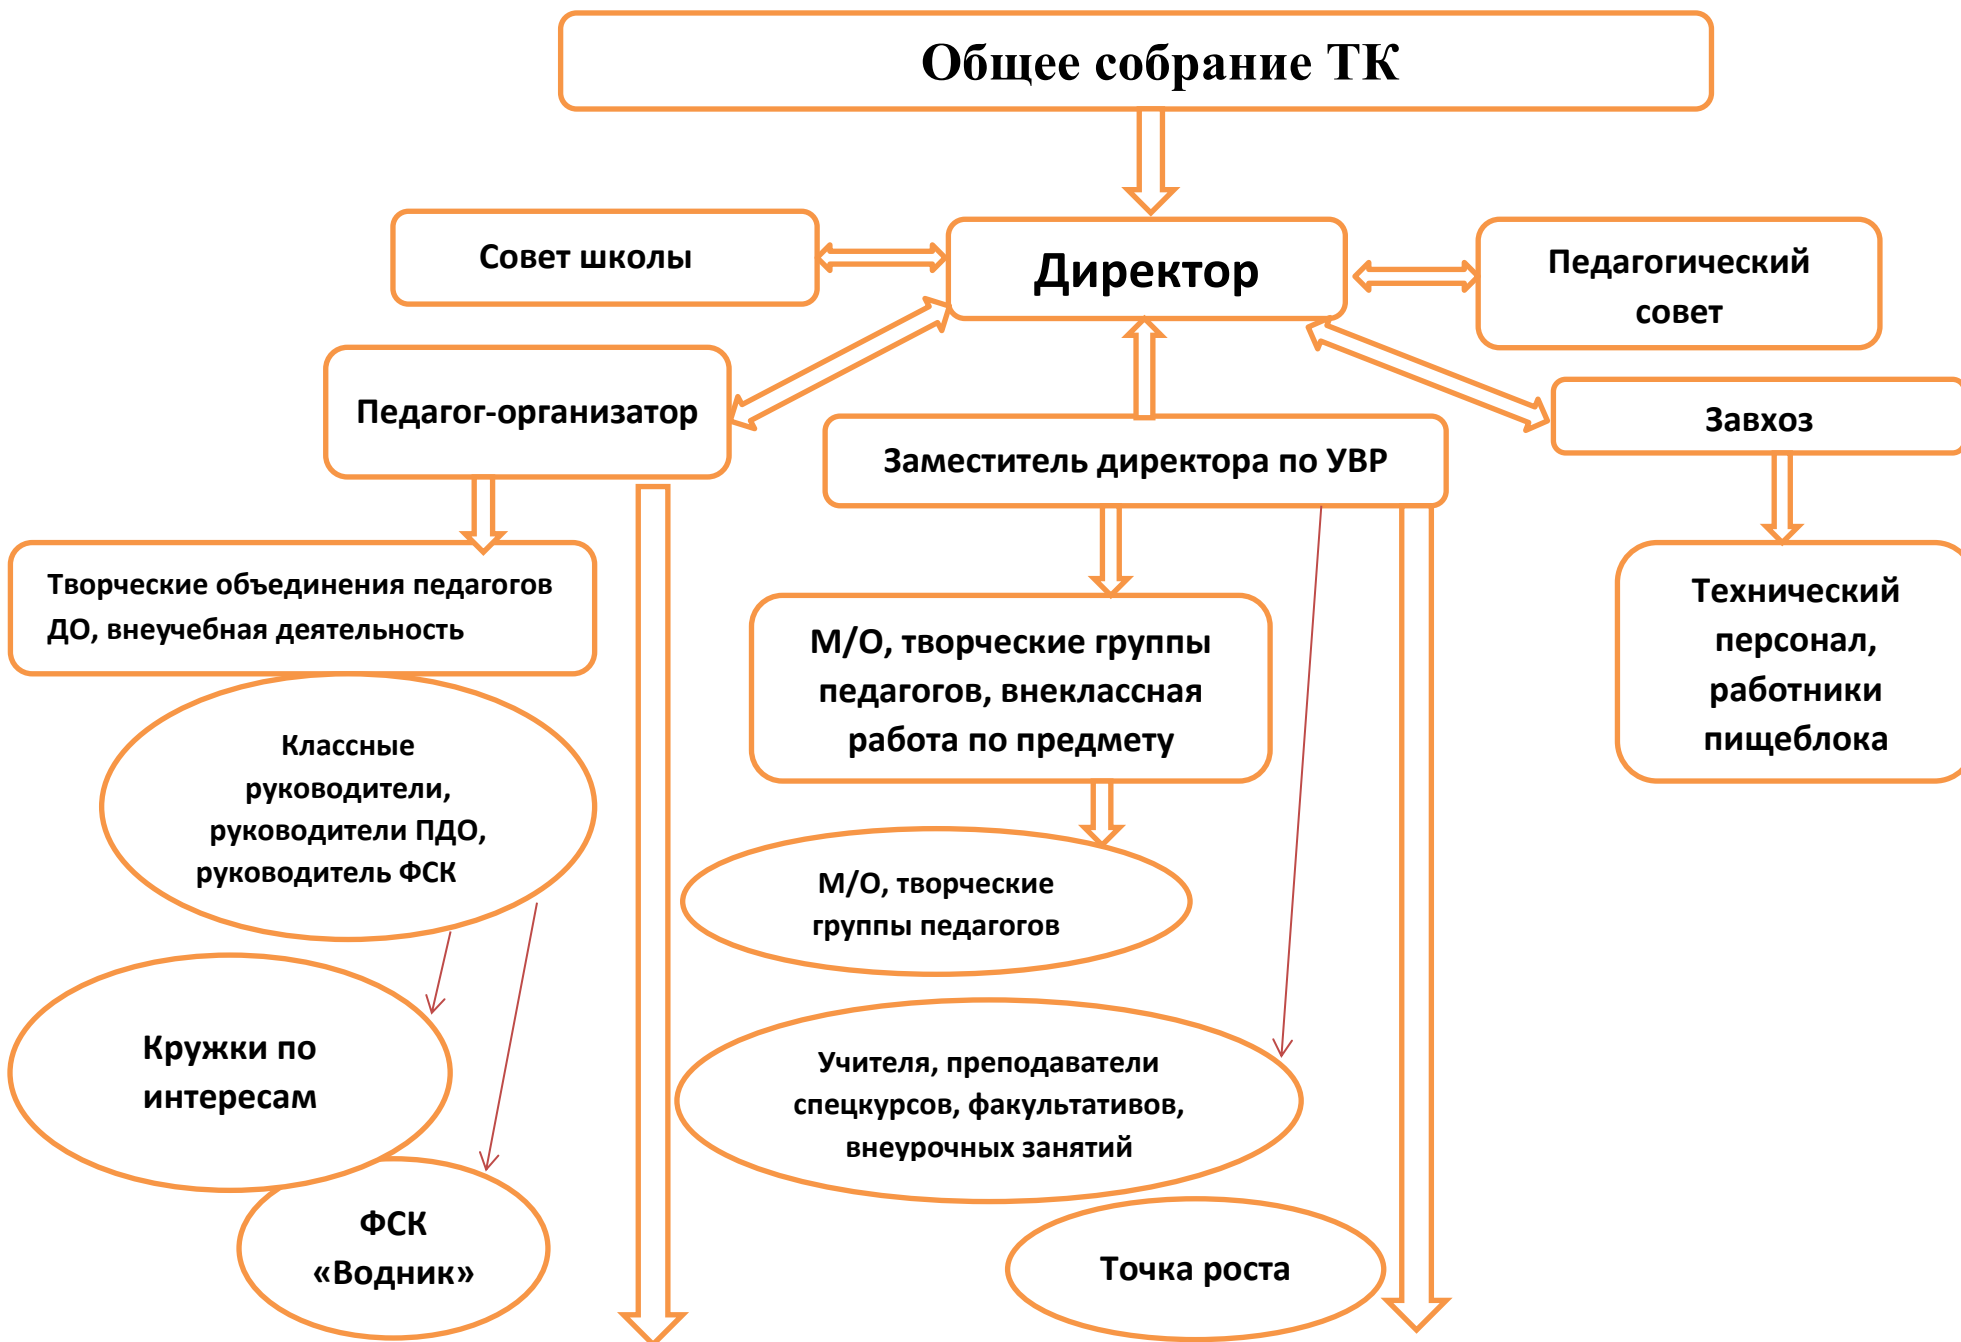 Общее собрание ТК
Совет школы
Директор
Педагогический
совет
Педагог-организатор
Заместитель директора по УВР
Завхоз
Творческие объединения педагогов
ДО, внеучебная деятельность
М/О, творческие группы
педагогов, внеклассная
работа по предмету
Технический
персонал,
работники
пищеблока
Классные
руководители,
руководители ПДО,
руководитель ФСК
М/О, творческие
группы педагогов
Кружки по
интересам
Учителя, преподаватели
спецкурсов, факультативов,
внеурочных занятий
ФСК
«Водник»
Точка роста